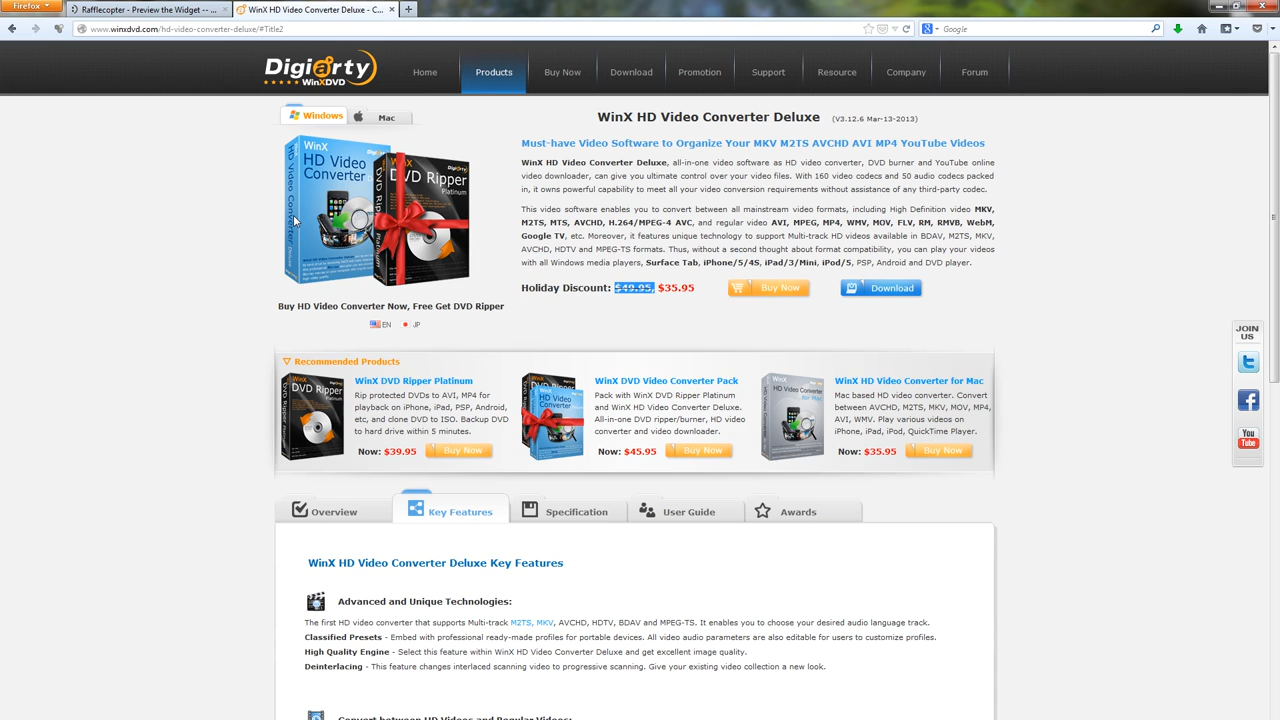 Firefox
Rafflecopter - Preview the Widget -- ...
WinX HD Video Converter Deluxe - C...
www.winxdvd.com/hd-video-converter-deluxe/#Title2
Google
Digiarty
WinXDVD
Home
Products
Buy Now
Download
Promotion
Support
Resource
Company
Forum
Windows
Mac
WinX HD Video Converter Deluxe (V3.12.6 Mar-13-2013)
Must-have Video Software to Organize Your MKV M2TS AVCHD AVI MP4 YouTube Videos
WinX HD Video Converter Deluxe, all-in-one video software as HD video converter, DVD burner and YouTube online
video downloader, can give you ultimate control over your video files. With 160 video codecs and 50 audio codecs packed
in, it owns powerful capability to meet all your video conversion requirements without assistance of any third-party codec.
This video software enables you to convert between all mainstream video formats, including High Definition video MKV,
M2TS, MTS, AVCHD, H.264/MPEG-4 AVC, and regular video AVI, MPEG, MP4, WMV, MOV, FLV, RM, RMVB, WebM,
Google TV, etc. Moreover, it features unique technology to support Multi-track HD videos available in BDAV, M2TS, MKV,
AVCHD, HDTV and MPEG-TS formats. Thus, without a second thought about format compatibility, you can play your videos
with all Windows media players, Surface Tab, iPhone/5/4S, iPad/3/Mini, iPod/5, PSP, Android and DVD player.
Holiday Discount: $49.95, $35.95
Buy Now
Download
WinX
HD Video
Converter
Digiarty
WinX
DVD Ripper
Platinum
Buy HD Video Converter Now, Free Get DVD Ripper
EN
JP
JOIN
US
You
Tube
Recommended Products
WinX DVD Ripper Platinum
Rip protected DVDs to AVI, MP4 for
playback on iPhone, iPad, PSP, Android,
etc, and clone DVD to ISO. Backup DVD
to hard drive within 5 minutes.
Now: $39.95
Buy Now
WinX DVD Video Converter Pack
Pack with WinX DVD Ripper Platinum
and WinX HD Video Converter Deluxe.
All-in-one DVD ripper/burner, HD
video converter and video downloader.
Now: $45.95
Buy Now
WinX HD Video Converter for Mac
Mac based HD video converter. Convert
between AVCHD, M2TS, MKV, MOV, MP4,
AVI, WMV. Play various videos on
iPhone, iPad, iPod, QuickTime Player.
Now: $35.95
Buy Now
Overview
Key Features
Specification
User Guide
Awards
WinX HD Video Converter Deluxe Key Features
Advanced and Unique Technologies:
The first HD video converter that supports Multi-track M2TS, MKV, AVCHD, HDTV, BDAV and MPEG-TS. It enables you to choose your desired audio language track.
Classified Presets - Embed with professional ready-made profiles for portable devices. All video audio parameters are also editable for users to customize profiles.
High Quality Engine - Select this feature within WinX HD Video Converter Deluxe and get excellent image quality.
Deinterlacing - This feature changes interlaced scanning video to progressive scanning. Give your existing video collection a new look.
Convert between HD Videos and Regular Videos: